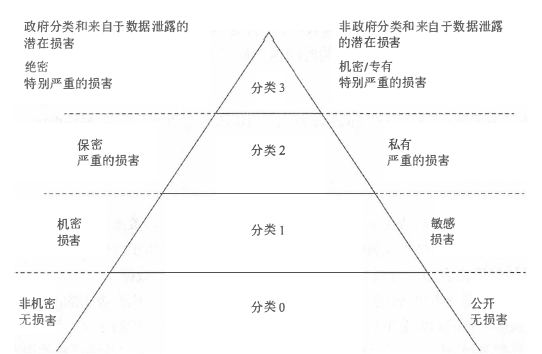 政府分类和来自于数据泄露的
潜在损害
绝密
特别严重的损害
非政府分类和来自于数据泄露
的潜在损害
机密/专有
特别严重的损害
分类 3
保密
严重的损害
分类 2
私有
严重的损害
机密
损害
分类 1
敏感
损害
非机密
无损害
分类 0
公开
无损害